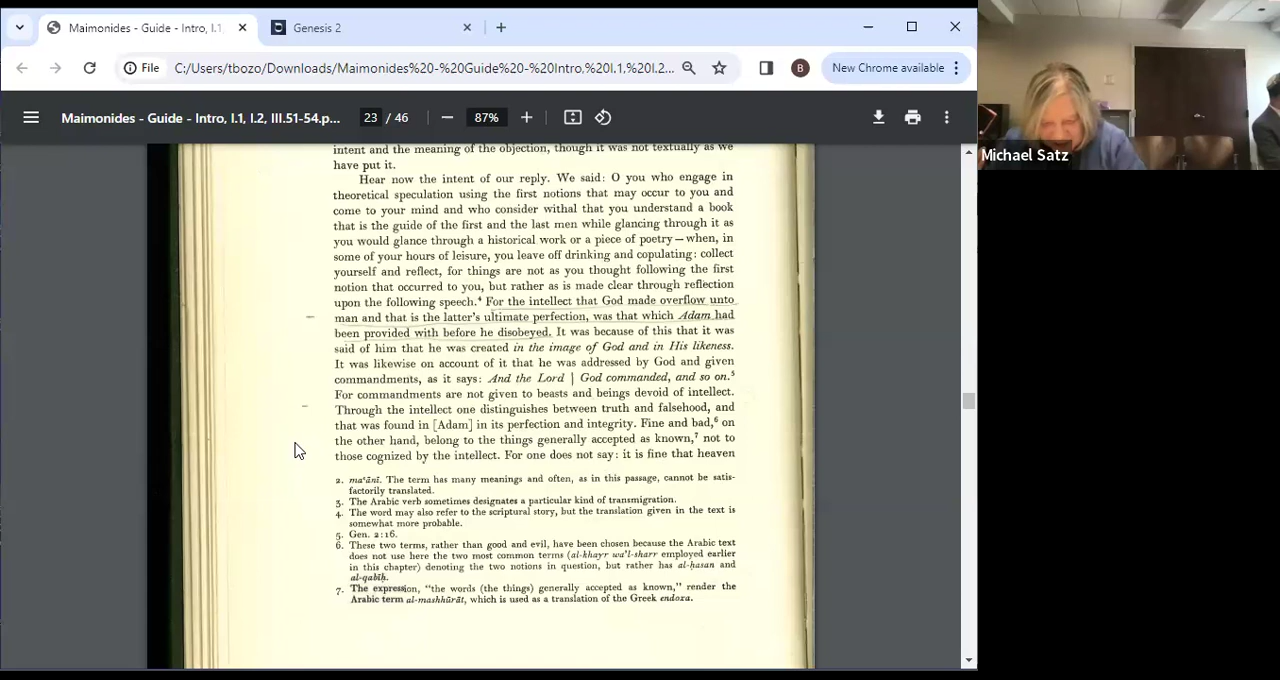 Maimonides - Guide - Intro, I.1,
Genesis 2
File
C:/Users/tbozo/Downloads/Maimonides%20-%20Guide%20-%20Intro,%20I.1,%20I.2...
B
New Chrome available
Maimonides - Guide - Intro, I.1, I.2, III.51-54.p...
23 / 46
87%
intent and the meaning of the objection, though it was not textually as we
have put it.
Hear now the intent of our reply. We said: O you who engage in
theoretical speculation using the first notions that may occur to you and
come to your mind and who consider withal that you understand a book
that is the guide of the first and the last men while glancing through it as
you would glance through a historical work or a piece of poetry—when, in
some of your hours of leisure, you leave off drinking and copulating: collect
yourself and reflect, for things are not as you thought following the first
notion that occurred to you, but rather as is made clear through reflection
upon the following speech.⁴ For the intellect that God made overflow unto
man and that is the latter's ultimate perfection, was that which Adam had
been provided with before he disobeyed. It was because of this that it was
said of him that he was created in the image of God and in His likeness.
It was likewise on account of it that he was addressed by God and given
commandments, as it says: And the Lord | God commanded, and so on.⁵
For commandments are not given to beasts and beings devoid of intellect.
Through the intellect one distinguishes between truth and falsehood, and
that was found in [Adam] in its perfection and integrity. Fine and bad,⁶ on
the other hand, belong to the things generally accepted as known,⁷ not to
those cognized by the intellect. For one does not say: it is fine that heaven
2. ma'ānī. The term has many meanings and often, as in this passage, cannot be satis-
factorily translated.
3. The Arabic verb sometimes designates a particular kind of transmigration.
4. The word may also refer to the scriptural story, but the translation given in the text is
somewhat more probable.
5. Gen. 2:16.
6. These two terms, rather than good and evil, have been chosen because the Arabic text
does not use here the two most common terms (al-khayr wa'l-sharr employed earlier
in this chapter) denoting the two notions in question, but rather has al-ḥasan and
al-qabīḥ.
7. The expression, "the words (the things) generally accepted as known," render the
Arabic term al-mashhūrāt, which is used as a translation of the Greek endoxa.
Michael Satz